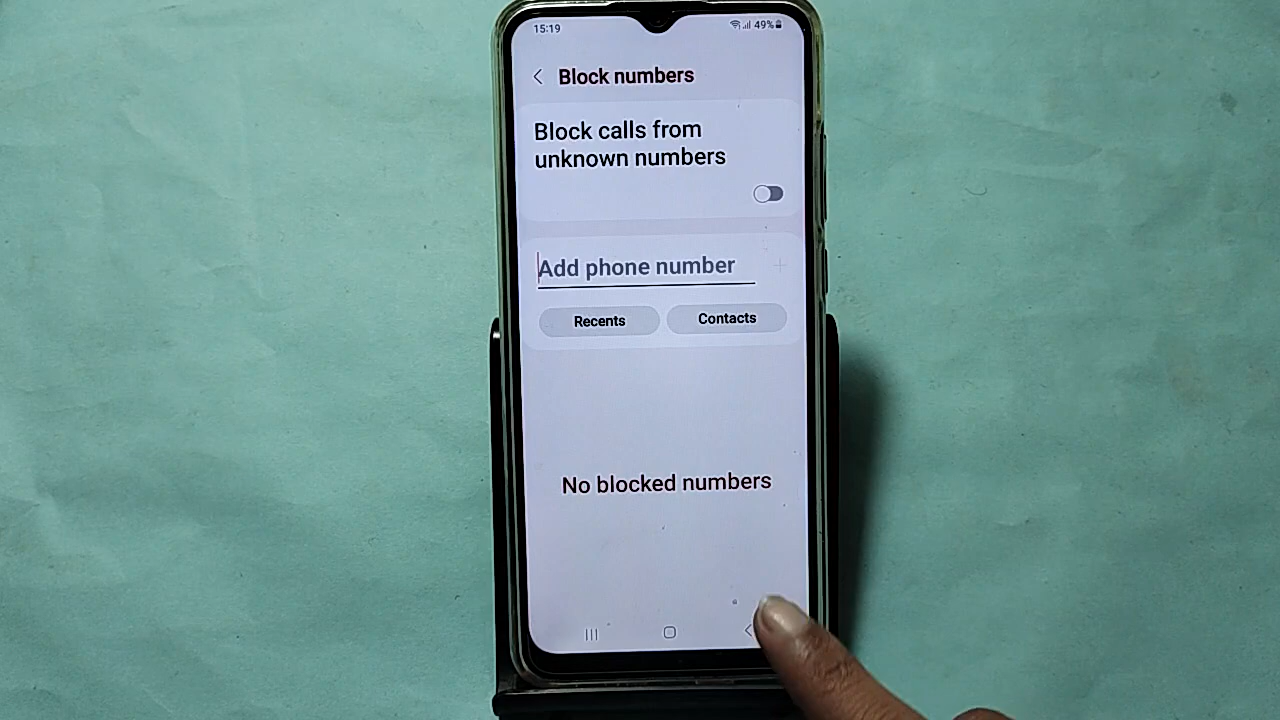 15:19
49%
Block numbers
Block calls from
unknown numbers
Add phone number
Recents
Contacts
No blocked numbers